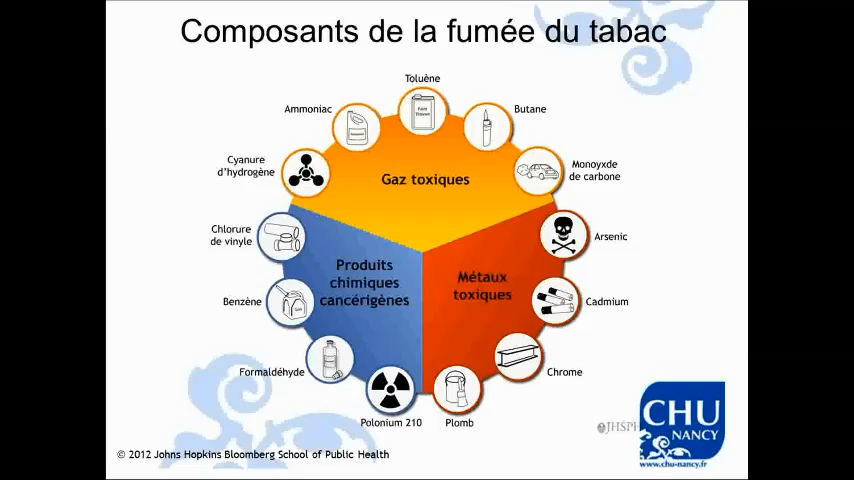 Composants de la fumée du tabac
Toluène
Ammoniac
Butane
Cyanure
d'hydrogène
Monoyxde
de carbone
Gaz toxiques
Chlorure
de vinyle
Arsenic
Produits
chimiques
cancérigènes
Métaux
toxiques
Benzène
Cadmium
Formaldéhyde
Chrome
Polonium 210
Plomb
JHSPH
CHU
NANCY
www.chu-nancy.fr
© 2012 Johns Hopkins Bloomberg School of Public Health